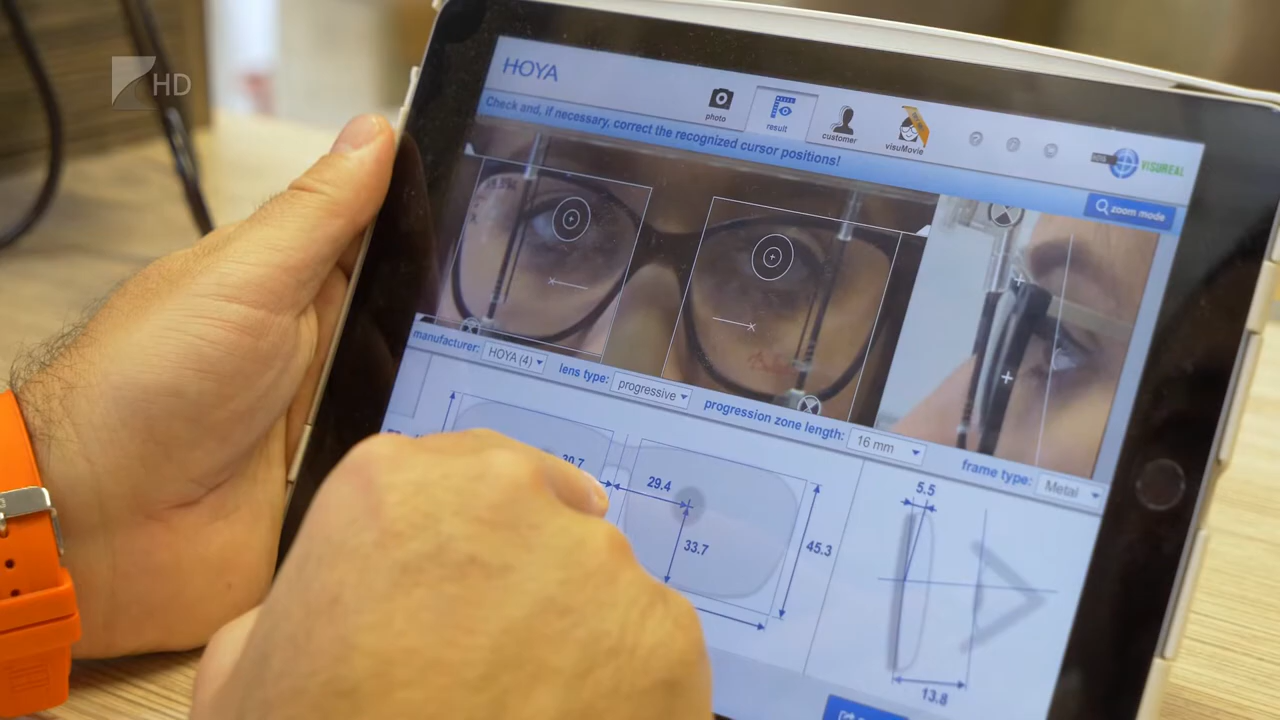 HD
HOYA
photo
result
customer
visuMovie
VISUREAL
Check and, if necessary, correct the recognized cursor positions!
zoom mode
manufacturer: HOYA (4)
lens type: progressive
progression zone length: 16 mm
frame type: Metal
30.7
29.4
33.7
45.3
5.5
13.8